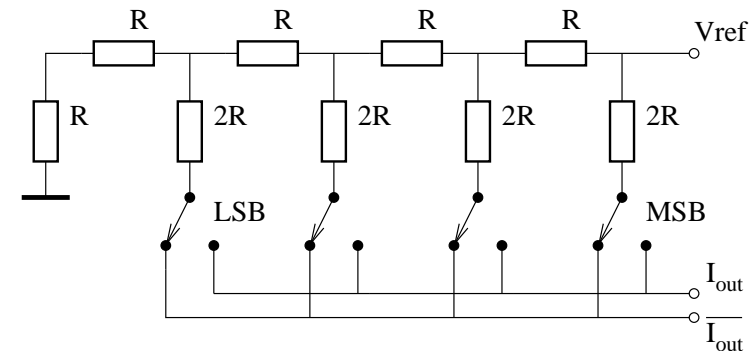 R R R R
Vref
R 2R 2R 2R 2R
LSB MSB
Iout
Iout